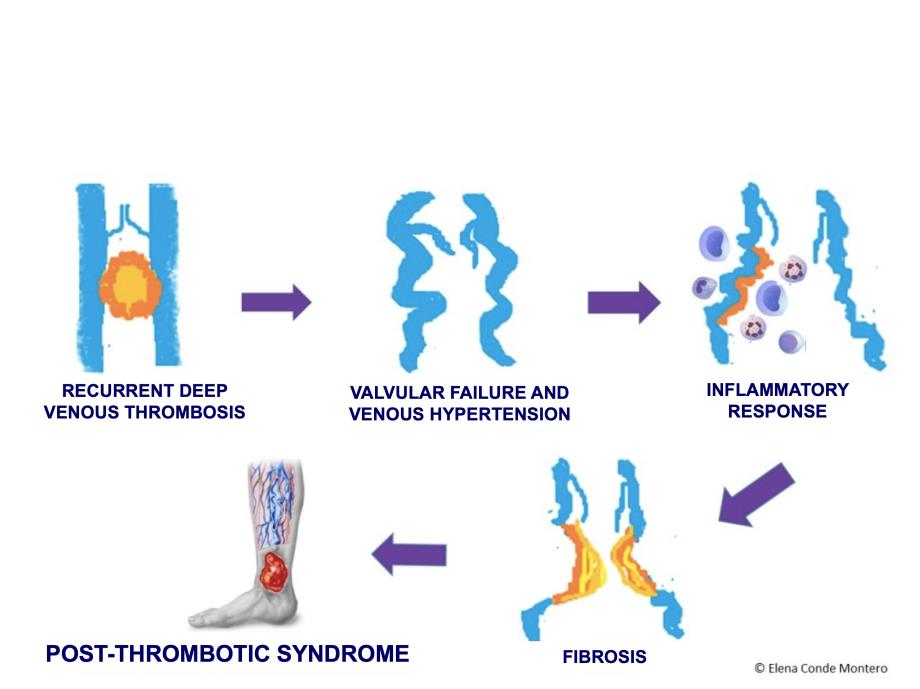 RECURRENT DEEP
VENOUS THROMBOSIS
VALVULAR FAILURE AND
VENOUS HYPERTENSION
INFLAMMATORY
RESPONSE
POST-THROMBOTIC SYNDROME
FIBROSIS
© Elena Conde Montero